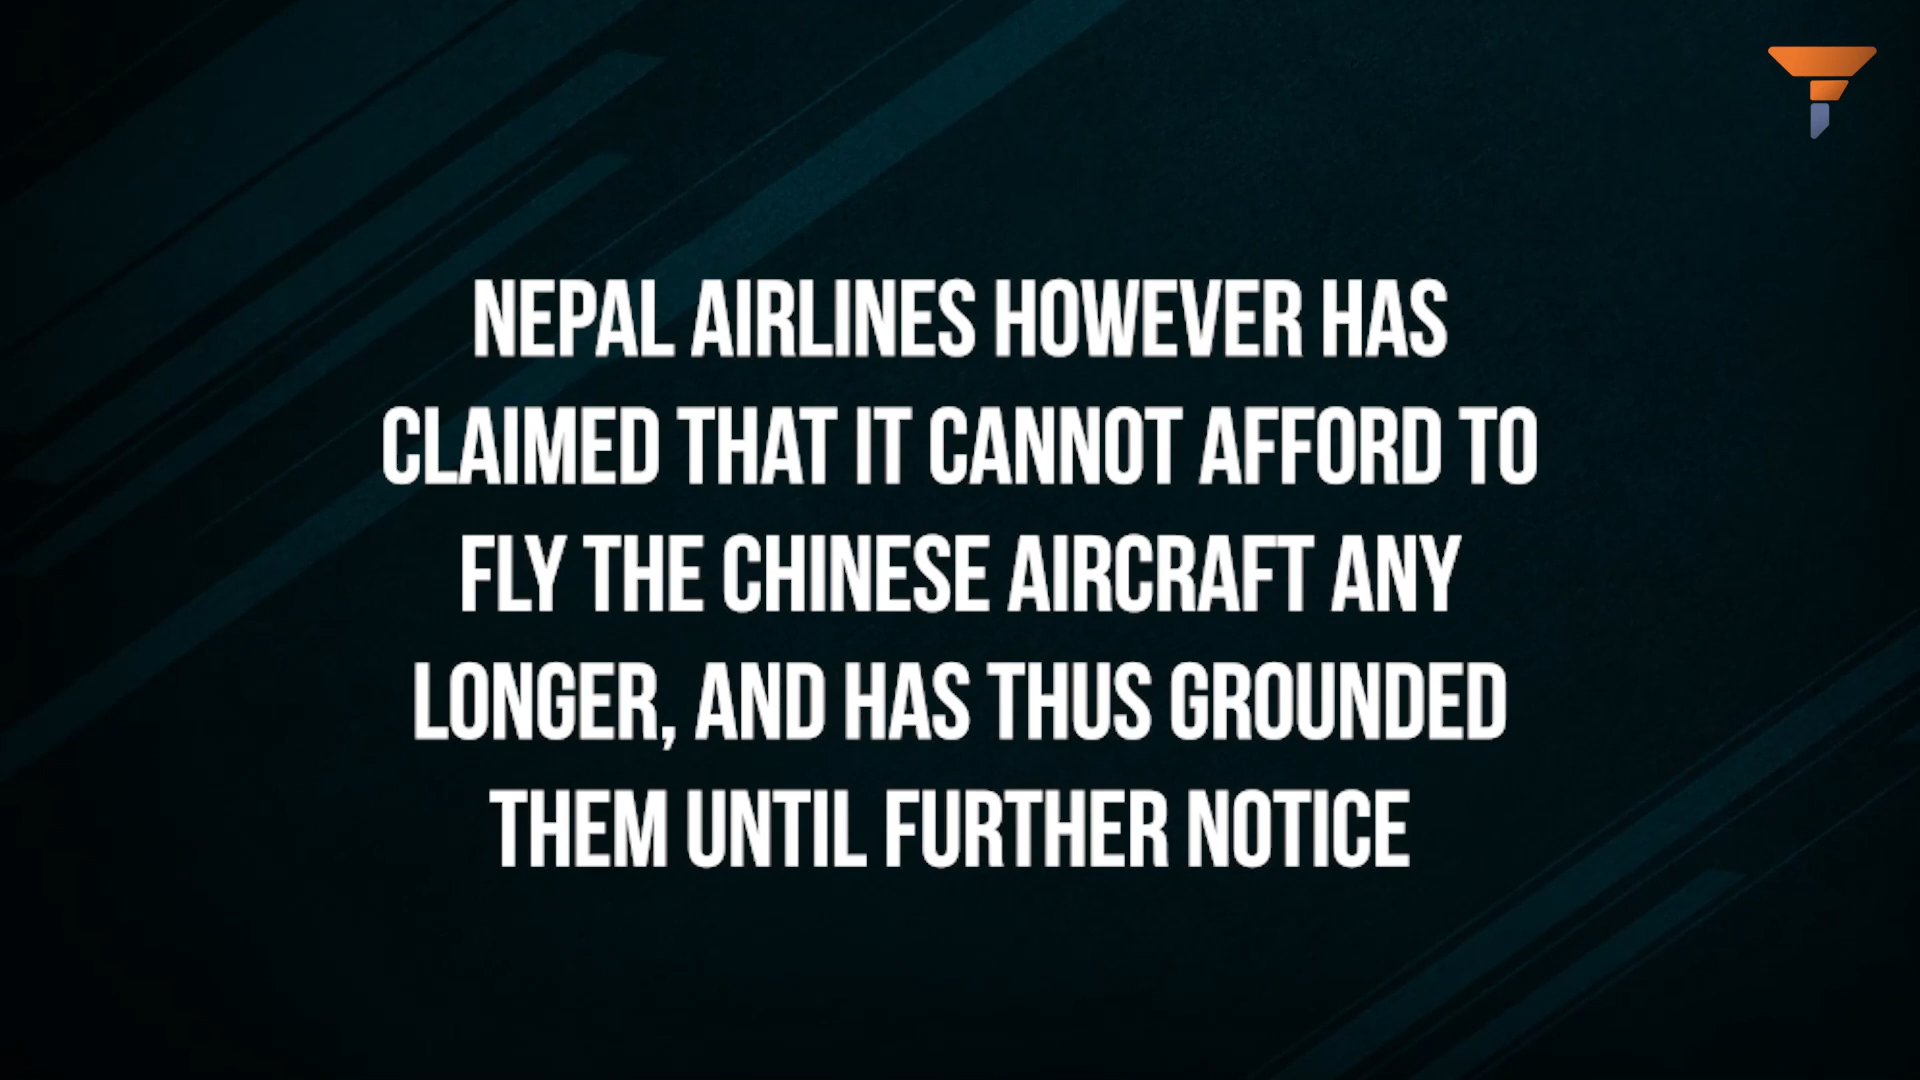 NEPAL AIRLINES HOWEVER HAS
CLAIMED THAT IT CANNOT AFFORD TO
FLY THE CHINESE AIRCRAFT ANY
LONGER, AND HAS THUS GROUNDED
THEM UNTIL FURTHER NOTICE